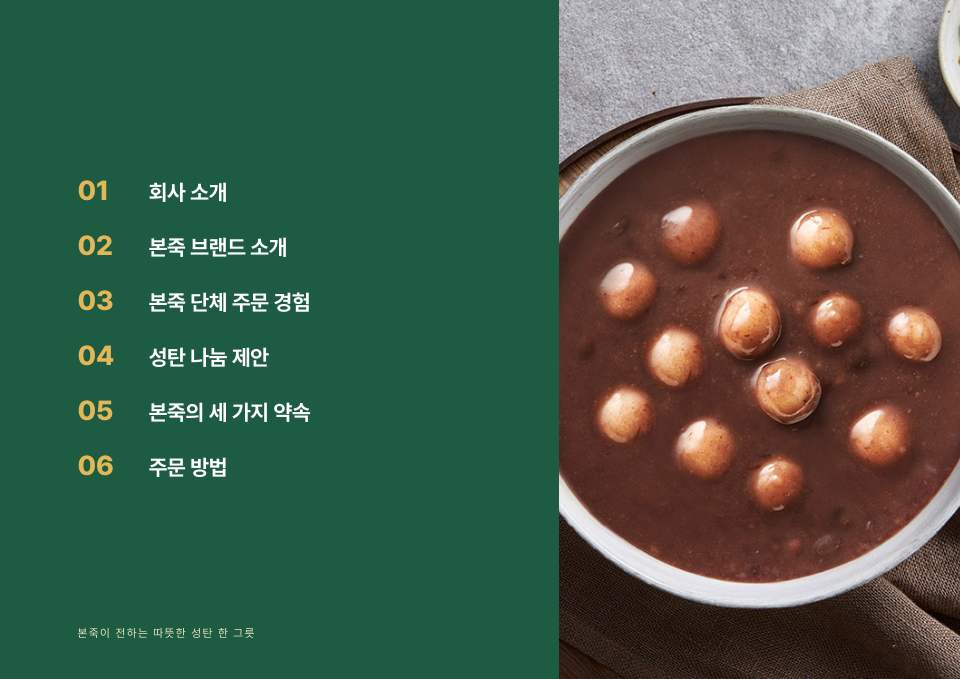 01 회사 소개
02 본죽 브랜드 소개
03 본죽 단체 주문 경험
04 성탄 나눔 제안
05 본죽의 세 가지 약속
06 주문 방법
본죽이 전하는 따뜻한 성탄 한 그릇